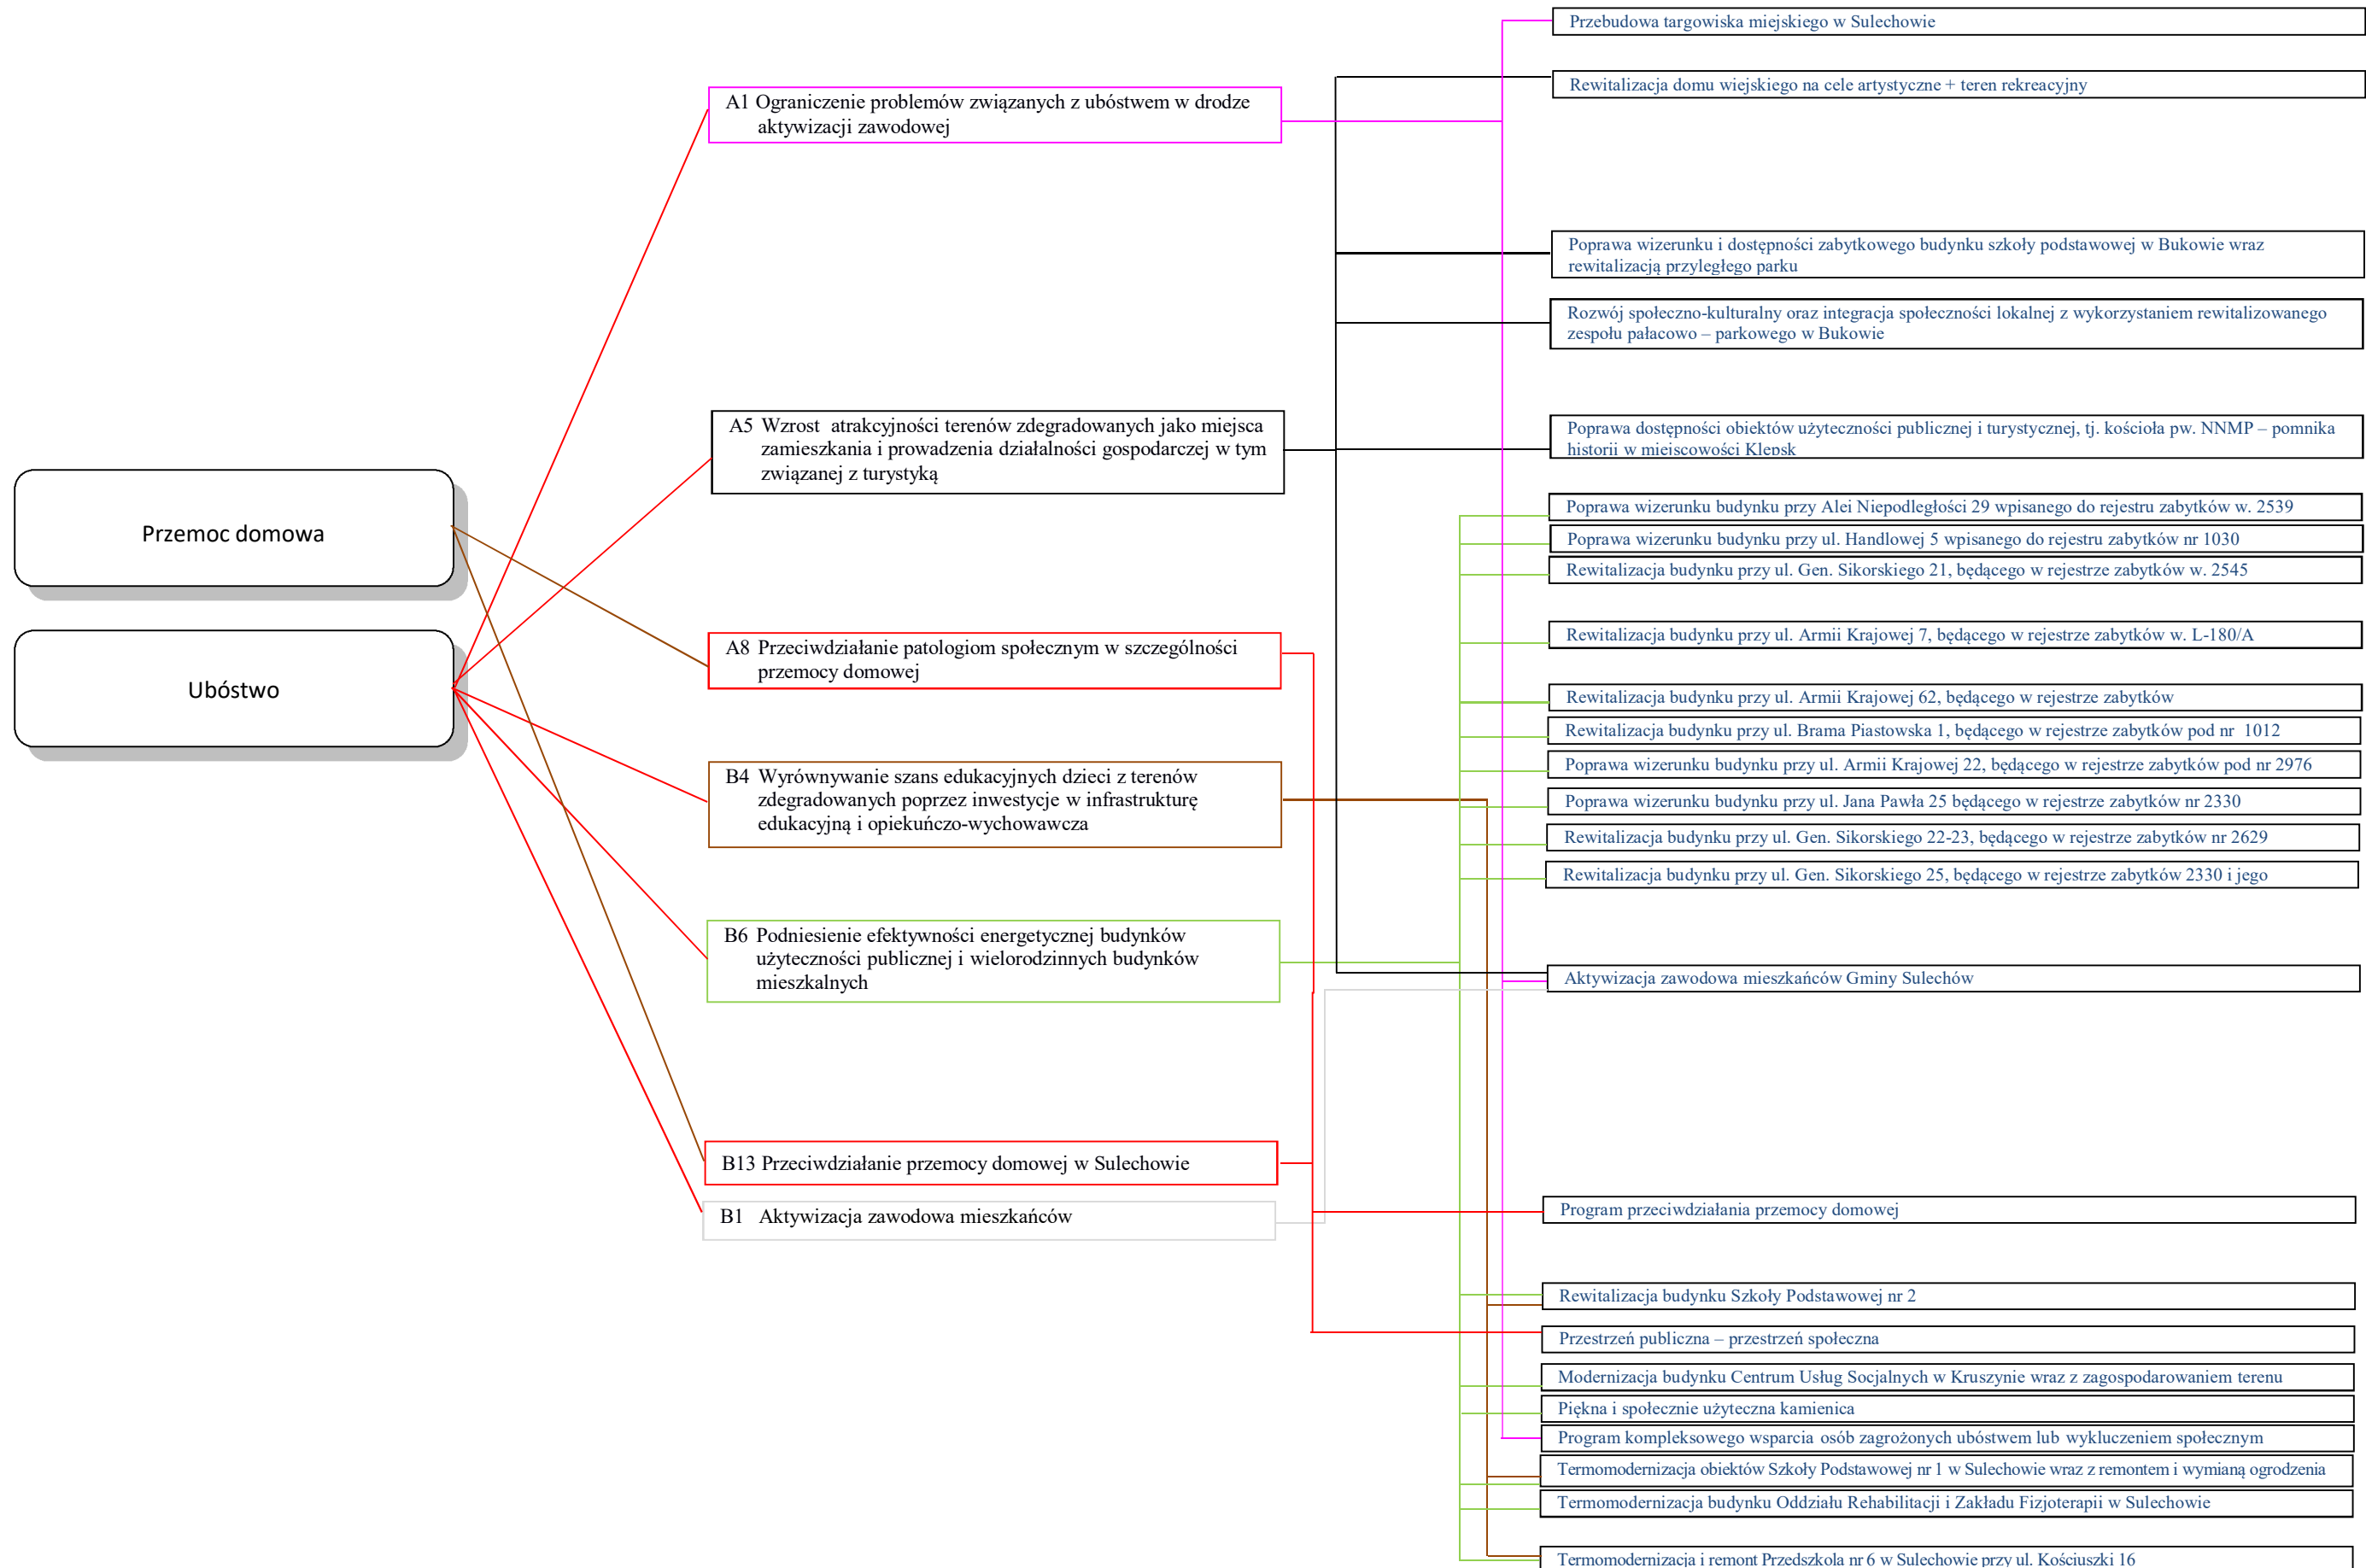 Przemoc domowa
Ubóstwo
A1 Ograniczenie problemów związanych z ubóstwem w drodze
aktywizacji zawodowej
A5 Wzrost atrakcyjności terenów zdegradowanych jako miejsca
zamieszkania i prowadzenia działalności gospodarczej w tym
związanej z turystyką
A8 Przeciwdziałanie patologiom społecznym w szczególności
przemocy domowej
B4 Wyrównywanie szans edukacyjnych dzieci z terenów
zdegradowanych poprzez inwestycje w infrastrukturę
edukacyjną i opiekuńczo-wychowawcza
B6 Podniesienie efektywności energetycznej budynków
użyteczności publicznej i wielorodzinnych budynków
mieszkalnych
B13 Przeciwdziałanie przemocy domowej w Sulechowie
B1 Aktywizacja zawodowa mieszkańców
Przebudowa targowiska miejskiego w Sulechowie
Rewitalizacja domu wiejskiego na cele artystyczne + teren rekreacyjny
Poprawa wizerunku i dostępności zabytkowego budynku szkoły podstawowej w Bukowie wraz
rewitalizacją przyległego parku
Rozwój społeczno-kulturalny oraz integracja społeczności lokalnej z wykorzystaniem rewitalizowanego
zespołu pałacowo – parkowego w Bukowie
Poprawa dostępności obiektów użyteczności publicznej i turystycznej, tj. kościoła pw. NNMP – pomnika
historii w miejscowości Klępsk
Poprawa wizerunku budynku przy Alei Niepodległości 29 wpisanego do rejestru zabytków w. 2539
Poprawa wizerunku budynku przy ul. Handlowej 5 wpisanego do rejestru zabytków nr 1030
Rewitalizacja budynku przy ul. Gen. Sikorskiego 21, będącego w rejestrze zabytków w. 2545
Rewitalizacja budynku przy ul. Armii Krajowej 7, będącego w rejestrze zabytków w. L-180/A
Rewitalizacja budynku przy ul. Armii Krajowej 62, będącego w rejestrze zabytków
Rewitalizacja budynku przy ul. Brama Piastowska 1, będącego w rejestrze zabytków pod nr 1012
Poprawa wizerunku budynku przy ul. Armii Krajowej 22, będącego w rejestrze zabytków pod nr 2976
Poprawa wizerunku budynku przy ul. Jana Pawła 25 będącego w rejestrze zabytków nr 2330
Rewitalizacja budynku przy ul. Gen. Sikorskiego 22-23, będącego w rejestrze zabytków nr 2629
Rewitalizacja budynku przy ul. Gen. Sikorskiego 25, będącego w rejestrze zabytków 2330 i jego
Aktywizacja zawodowa mieszkańców Gminy Sulechów
Program przeciwdziałania przemocy domowej
Rewitalizacja budynku Szkoły Podstawowej nr 2
Przestrzeń publiczna – przestrzeń społeczna
Modernizacja budynku Centrum Usług Socjalnych w Kruszynie wraz z zagospodarowaniem terenu
Piękna i społecznie użyteczna kamienica
Program kompleksowego wsparcia osób zagrożonych ubóstwem lub wykluczeniem społecznym
Termomodernizacja obiektów Szkoły Podstawowej nr 1 w Sulechowie wraz z remontem i wymianą ogrodzenia
Termomodernizacja budynku Oddziału Rehabilitacji i Zakładu Fizjoterapii w Sulechowie
Termomodernizacja i remont Przedszkola nr 6 w Sulechowie przy ul. Kościuszki 16